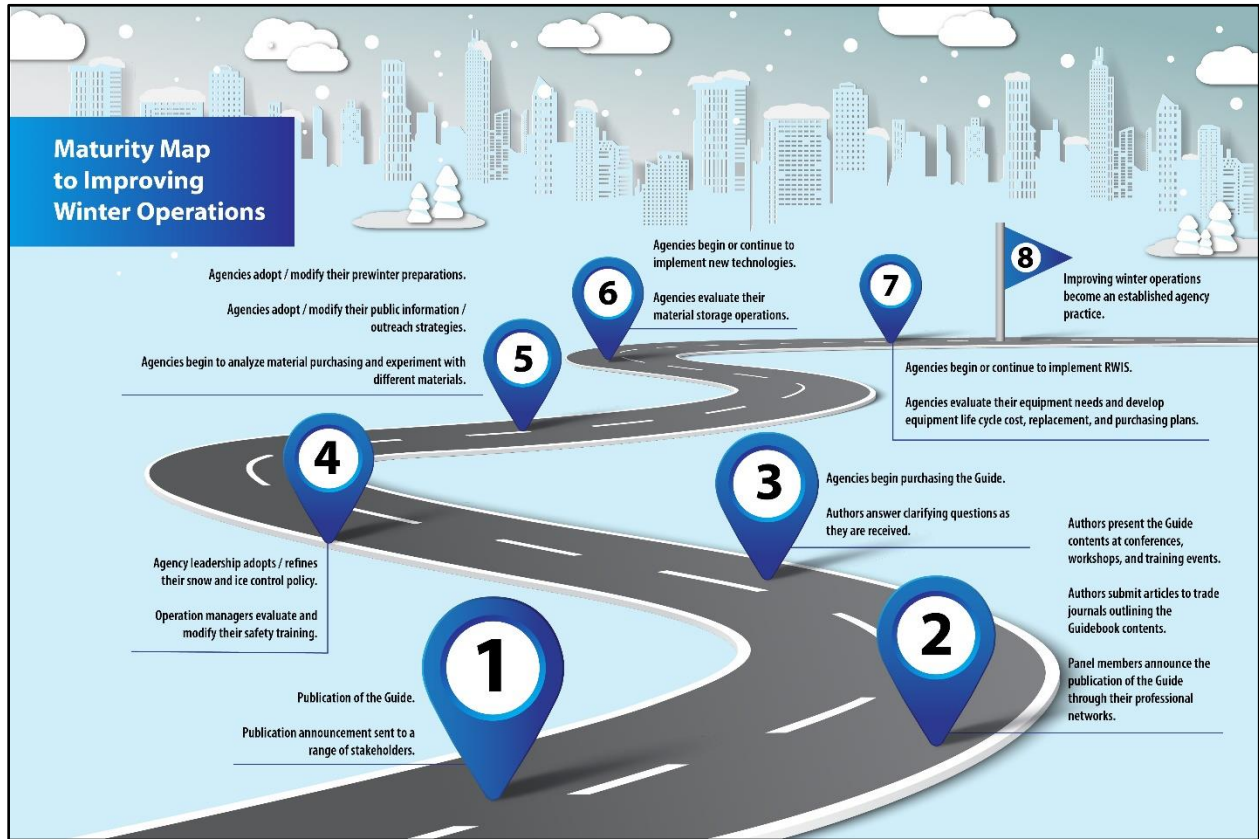 Maturity Map
to Improving
Winter Operations
1
Publication of the Guide.
Publication announcement sent to a
range of stakeholders.
2
Authors present the Guide
contents at conferences,
workshops, and training events.
Authors submit articles to trade
journals outlining the
Guidebook contents.
Panel members announce the
publication of the Guide
through their professional
networks.
3
Agencies begin purchasing the Guide.
Authors answer clarifying questions as
they are received.
4
Agency leadership adopts / refines
their snow and ice control policy.
Operation managers evaluate and
modify their safety training.
5
Agencies adopt / modify their prewinter preparations.
Agencies adopt / modify their public information /
outreach strategies.
Agencies begin to analyze material purchasing and experiment with
different materials.
6
Agencies begin or continue to
implement new technologies.
Agencies evaluate their
material storage operations.
7
Agencies begin or continue to implement RWIS.
Agencies evaluate their equipment needs and develop
equipment life cycle cost, replacement, and purchasing plans.
8
Improving winter operations
become an established agency
practice.